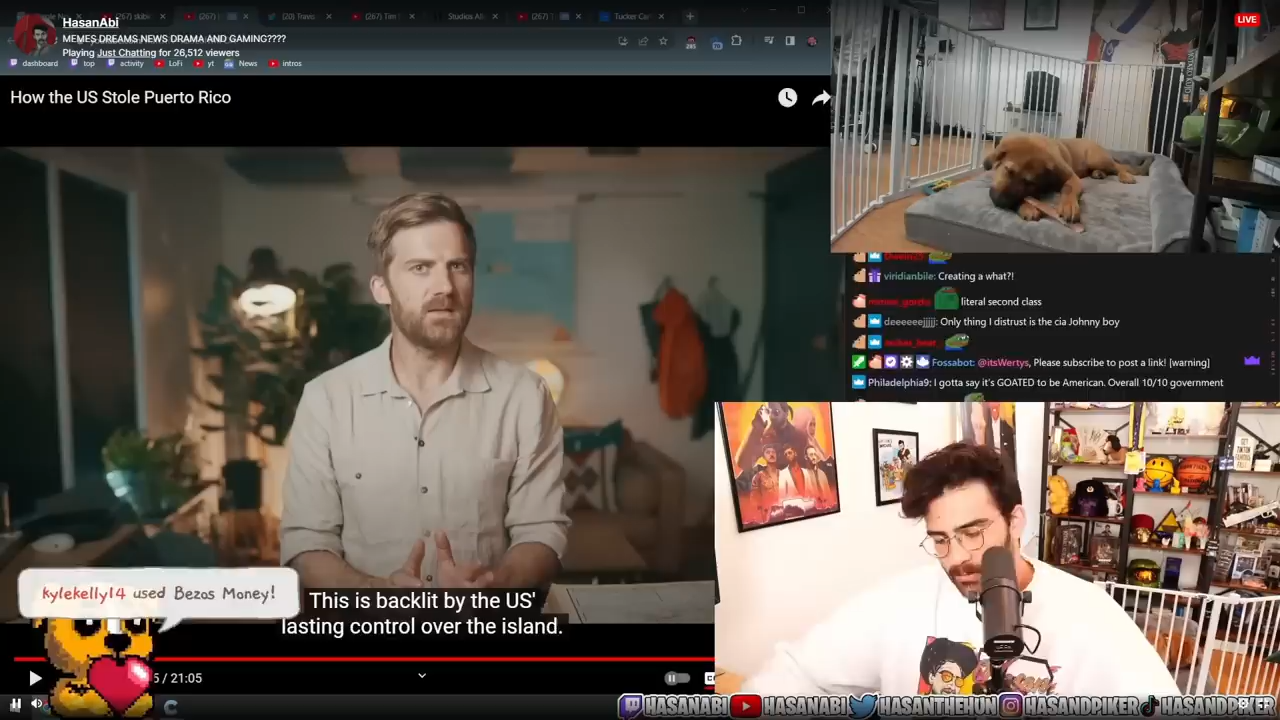 HasanAbi
MEMES DREAMS NEWS DRAMA AND GAMING????
Playing Just Chatting for 26,512 viewers
dashboard top activity LoFi yt News intros
LIVE
How the US Stole Puerto Rico
viridianbile: Creating a what?!
literal second class
deeeeeejjjjj: Only thing I distrust is the cia Johnny boy
Fossabot: @itsWertys, Please subscribe to post a link! [warning]
Philadelphia9: I gotta say it's GOATED to be American. Overall 10/10 government
kylekelly14 used Bezos Money!
This is backlit by the US'
lasting control over the island.
/ 21:05
HASANABI HASANABI HASANTHEHUN HASANDPIKER HASANDPIKER